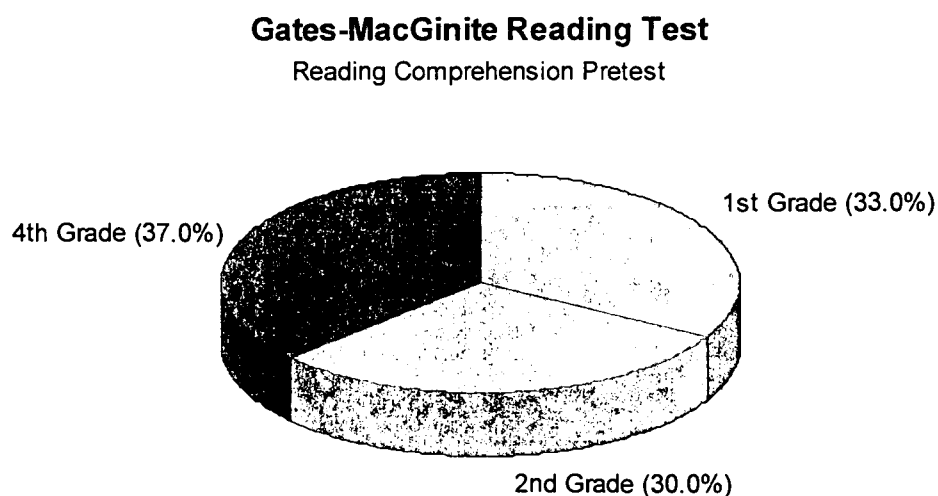 Gates-MacGinite Reading Test
Reading Comprehension Pretest
1st Grade (33.0%)
4th Grade (37.0%)
2nd Grade (30.0%)